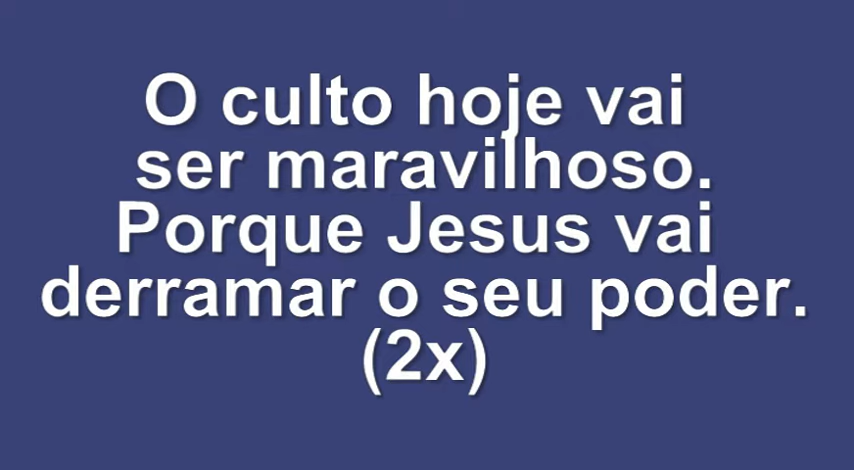 O culto hoje vai
ser maravilhoso.
Porque Jesus vai
derramar o seu poder.
(2x)